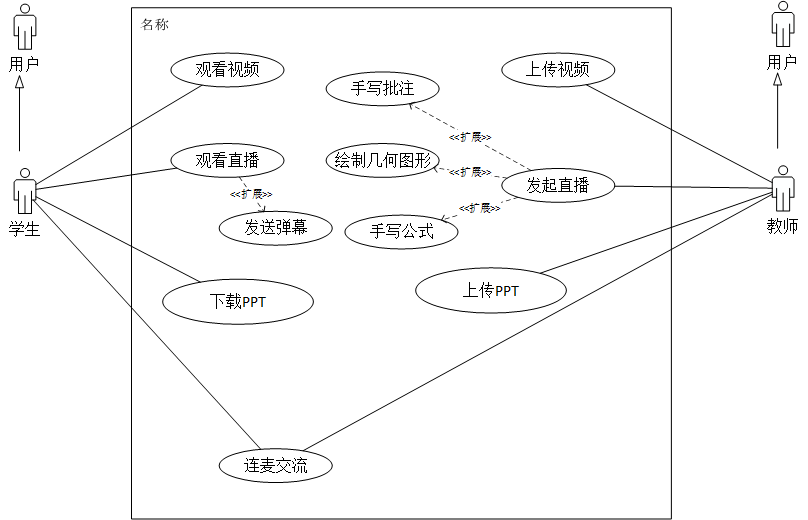 名称
用户
用户
观看视频
上传视频
手写批注
<<扩展>>
观看直播
绘制几何图形
<<扩展>>
发起直播
<<扩展>>
<<扩展>>
学生
发送弹幕
手写公式
教师
下载PPT
上传PPT
连麦交流